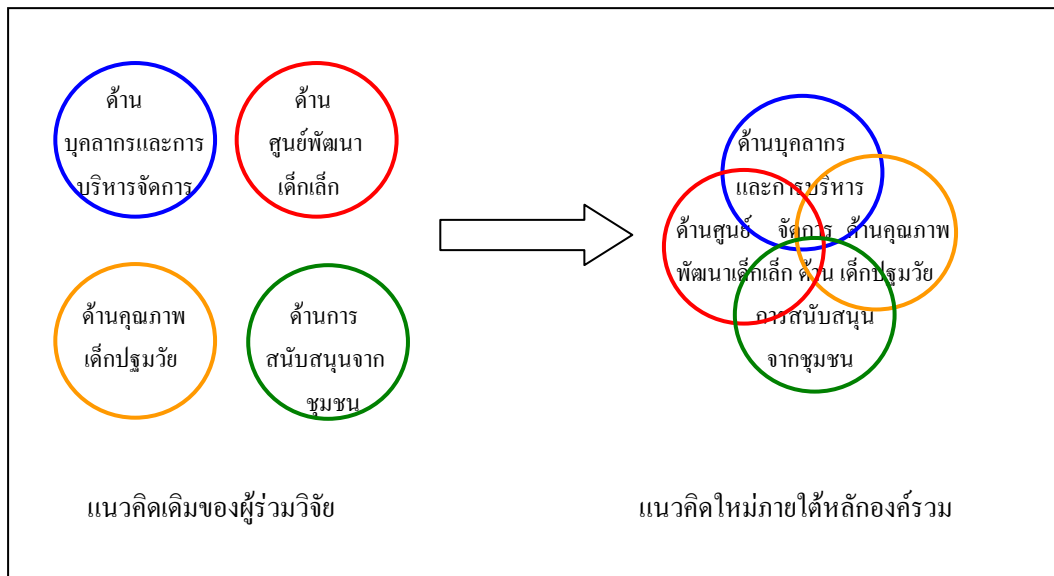 ด้าน
บุคลากรและการ
บริหารจัดการ
ด้าน
ศูนย์พัฒนา
เด็กเล็ก
ด้านคุณภาพ
เด็กปฐมวัย
ด้านการ
สนับสนุนจาก
ชุมชน
แนวคิดเดิมของผู้ร่วมวิจัย
ด้านบุคลากร
และการบริหาร
จัดการ
ด้านศูนย์
พัฒนาเด็กเล็ก
ด้านคุณภาพ
เด็กปฐมวัย
ด้าน
การสนับสนุน
จากชุมชน
แนวคิดใหม่ภายใต้หลักองค์รวม